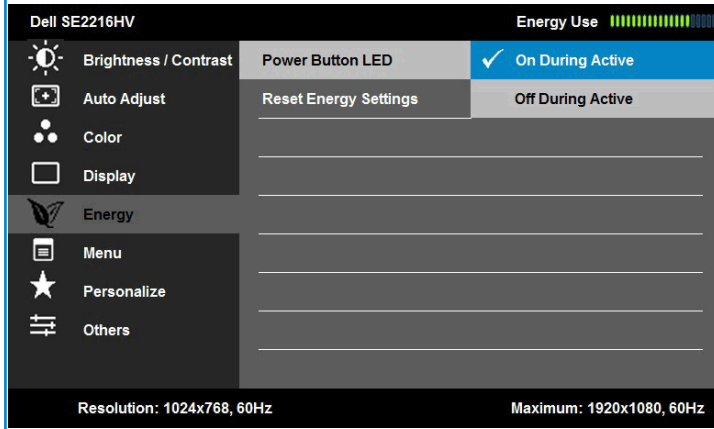 Dell SE2216HV Energy Use
Brightness / Contrast Power Button LED On During Active
Auto Adjust Reset Energy Settings Off During Active
Color
Display
Energy
Menu
Personalize
Others
Resolution: 1024x768, 60Hz Maximum: 1920x1080, 60Hz